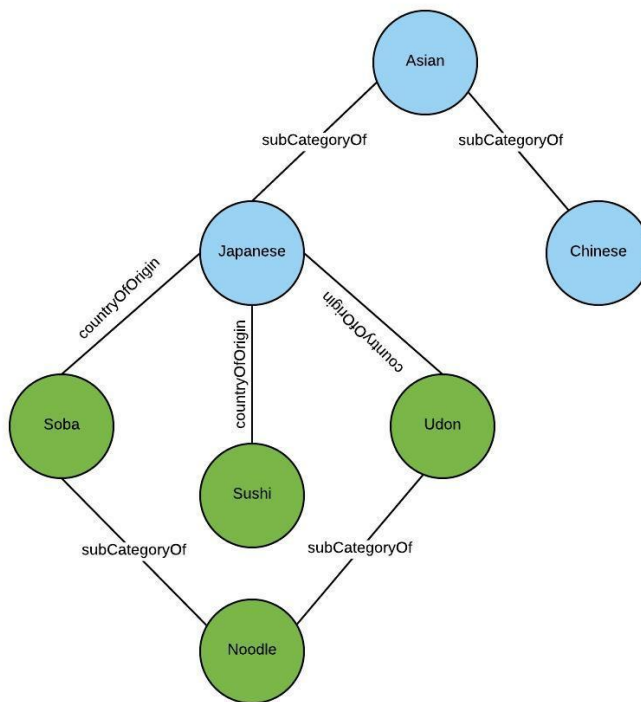 Asian
subCategoryOf
subCategoryOf
Japanese
Chinese
countryOfOrigin
countryOfOrigin
countryOfOrigin
Soba
Udon
Sushi
subCategoryOf
subCategoryOf
Noodle